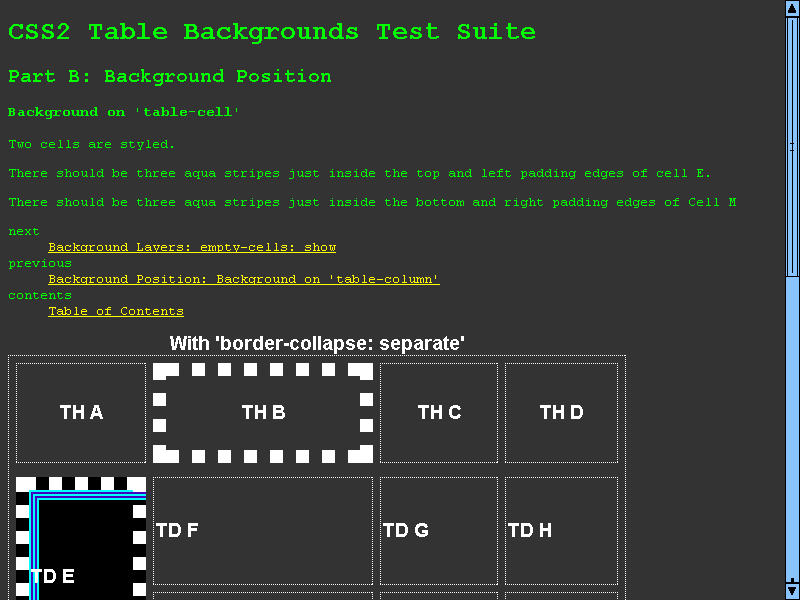 CSS2 Table Backgrounds Test Suite
Part B: Background Position
Background on 'table-cell'
Two cells are styled.
There should be three aqua stripes just inside the top and left padding edges of cell E.
There should be three aqua stripes just inside the bottom and right padding edges of Cell M
next
Background Layers: empty-cells: show
previous
Background Position: Background on 'table-column'
contents
Table of Contents
With 'border-collapse: separate'
TH A TH B TH C TH D
TD F TD G TD H
TD E